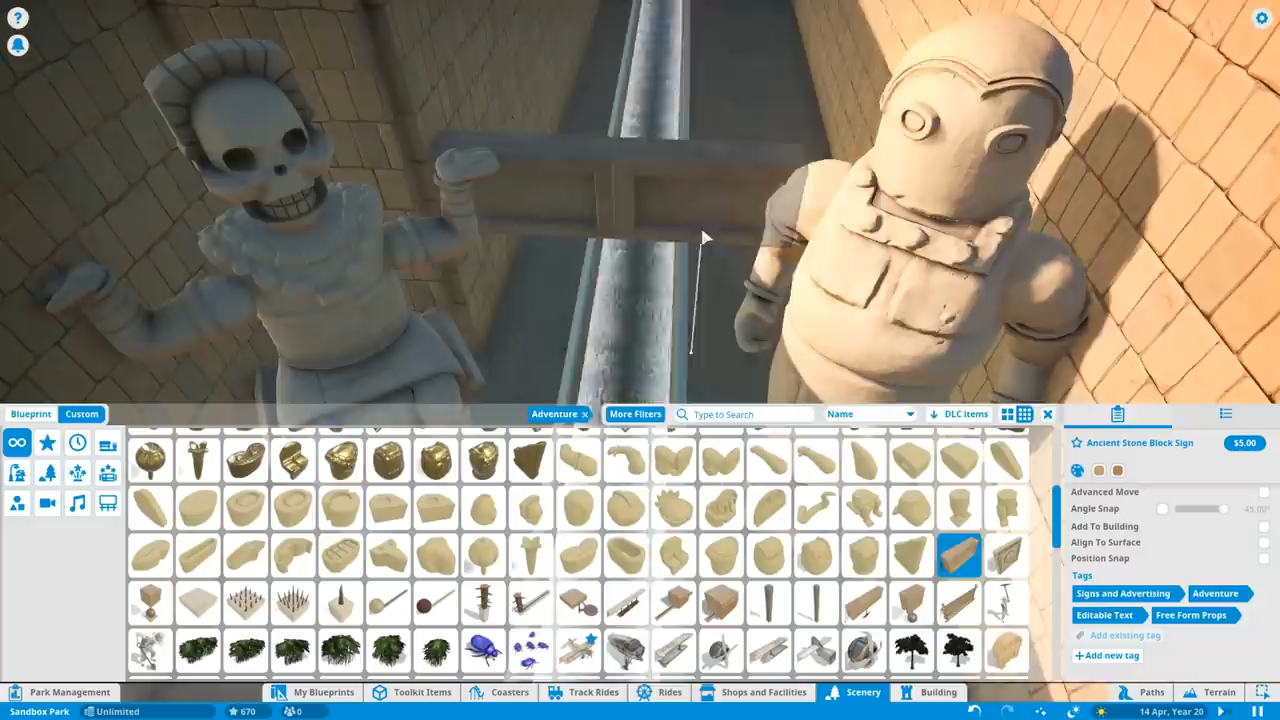 ?
Blueprint Custom Adventure × More Filters Type to Search Name DLC items
Ancient Stone Block Sign $5.00
Advanced Move
Angle Snap 45.00°
Add To Building
Align To Surface
Position Snap
Tags
Signs and Advertising Adventure
Editable Text Free Form Props
Add existing tag
+Add new tag
Park Management My Blueprints Toolkit Items Coasters Track Rides Rides Shops and Facilities Scenery Building Paths Terrain
Sandbox Park Unlimited 670 0 14 Apr, Year 20